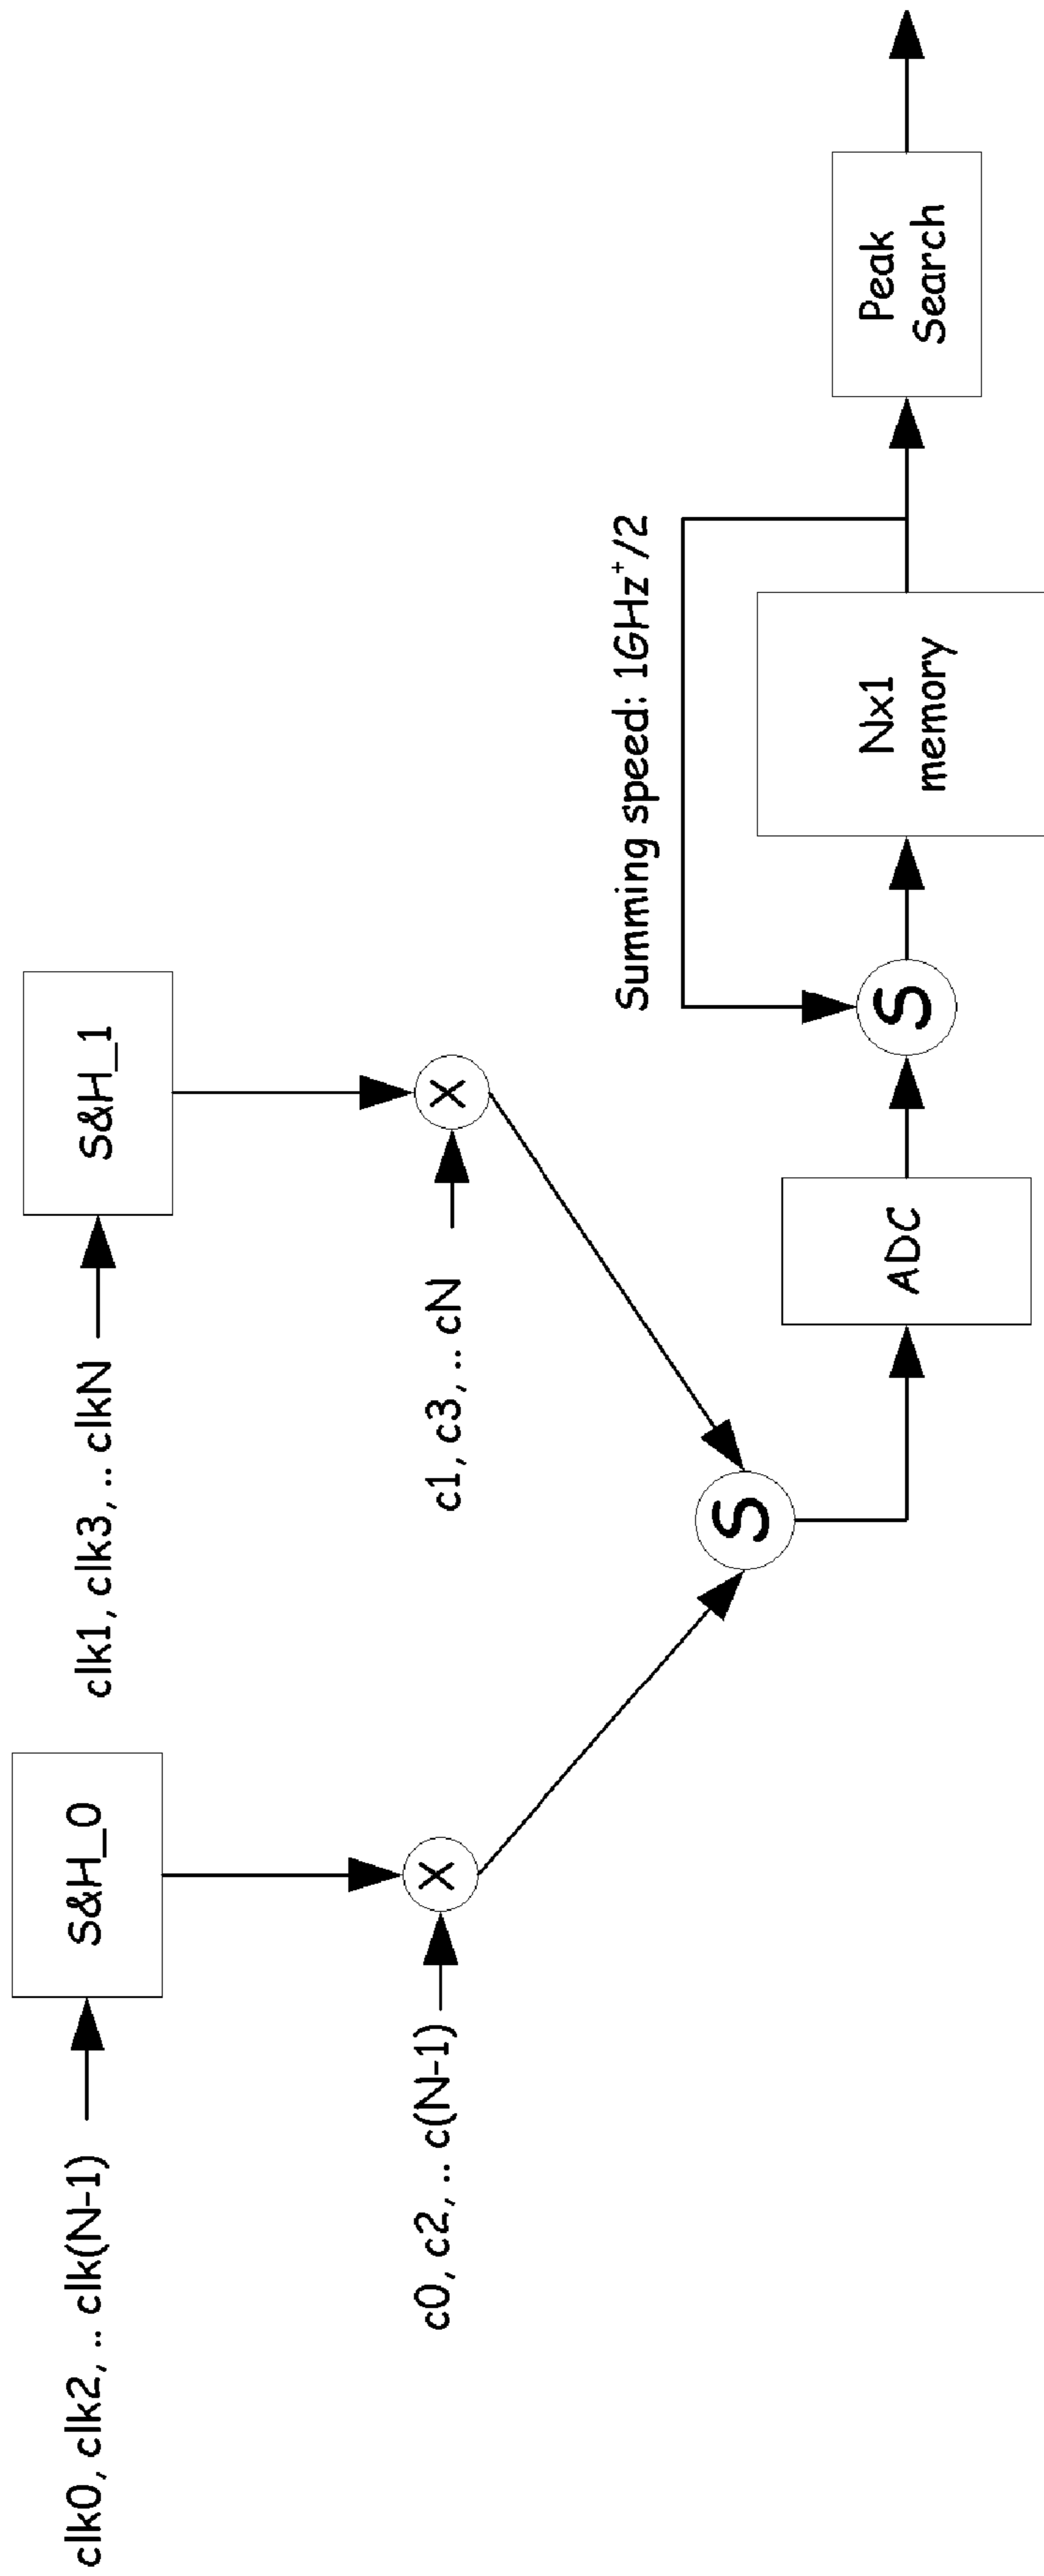 clk0, clk2, .. clk(N-1)
S&H_0
clk1, clk3, .. clkN
S&H_1
c0, c2, .. c(N-1)
X
c1, c3, .. cN
X
S
Summing speed: 1GHz⁺/2
ADC
S
Nx1
memory
Peak
Search